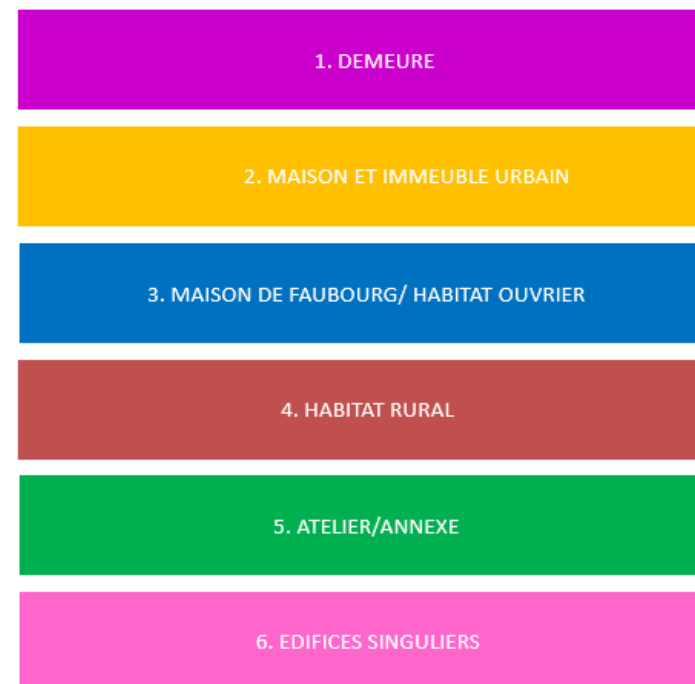 1. DEMEURE
2. MAISON ET IMMEUBLE URBAIN
3. MAISON DE FAUBOURG/ HABITAT OUVRIER
4. HABITAT RURAL
5. ATELIER/ANNEXE
6. EDIFICES SINGULIERS